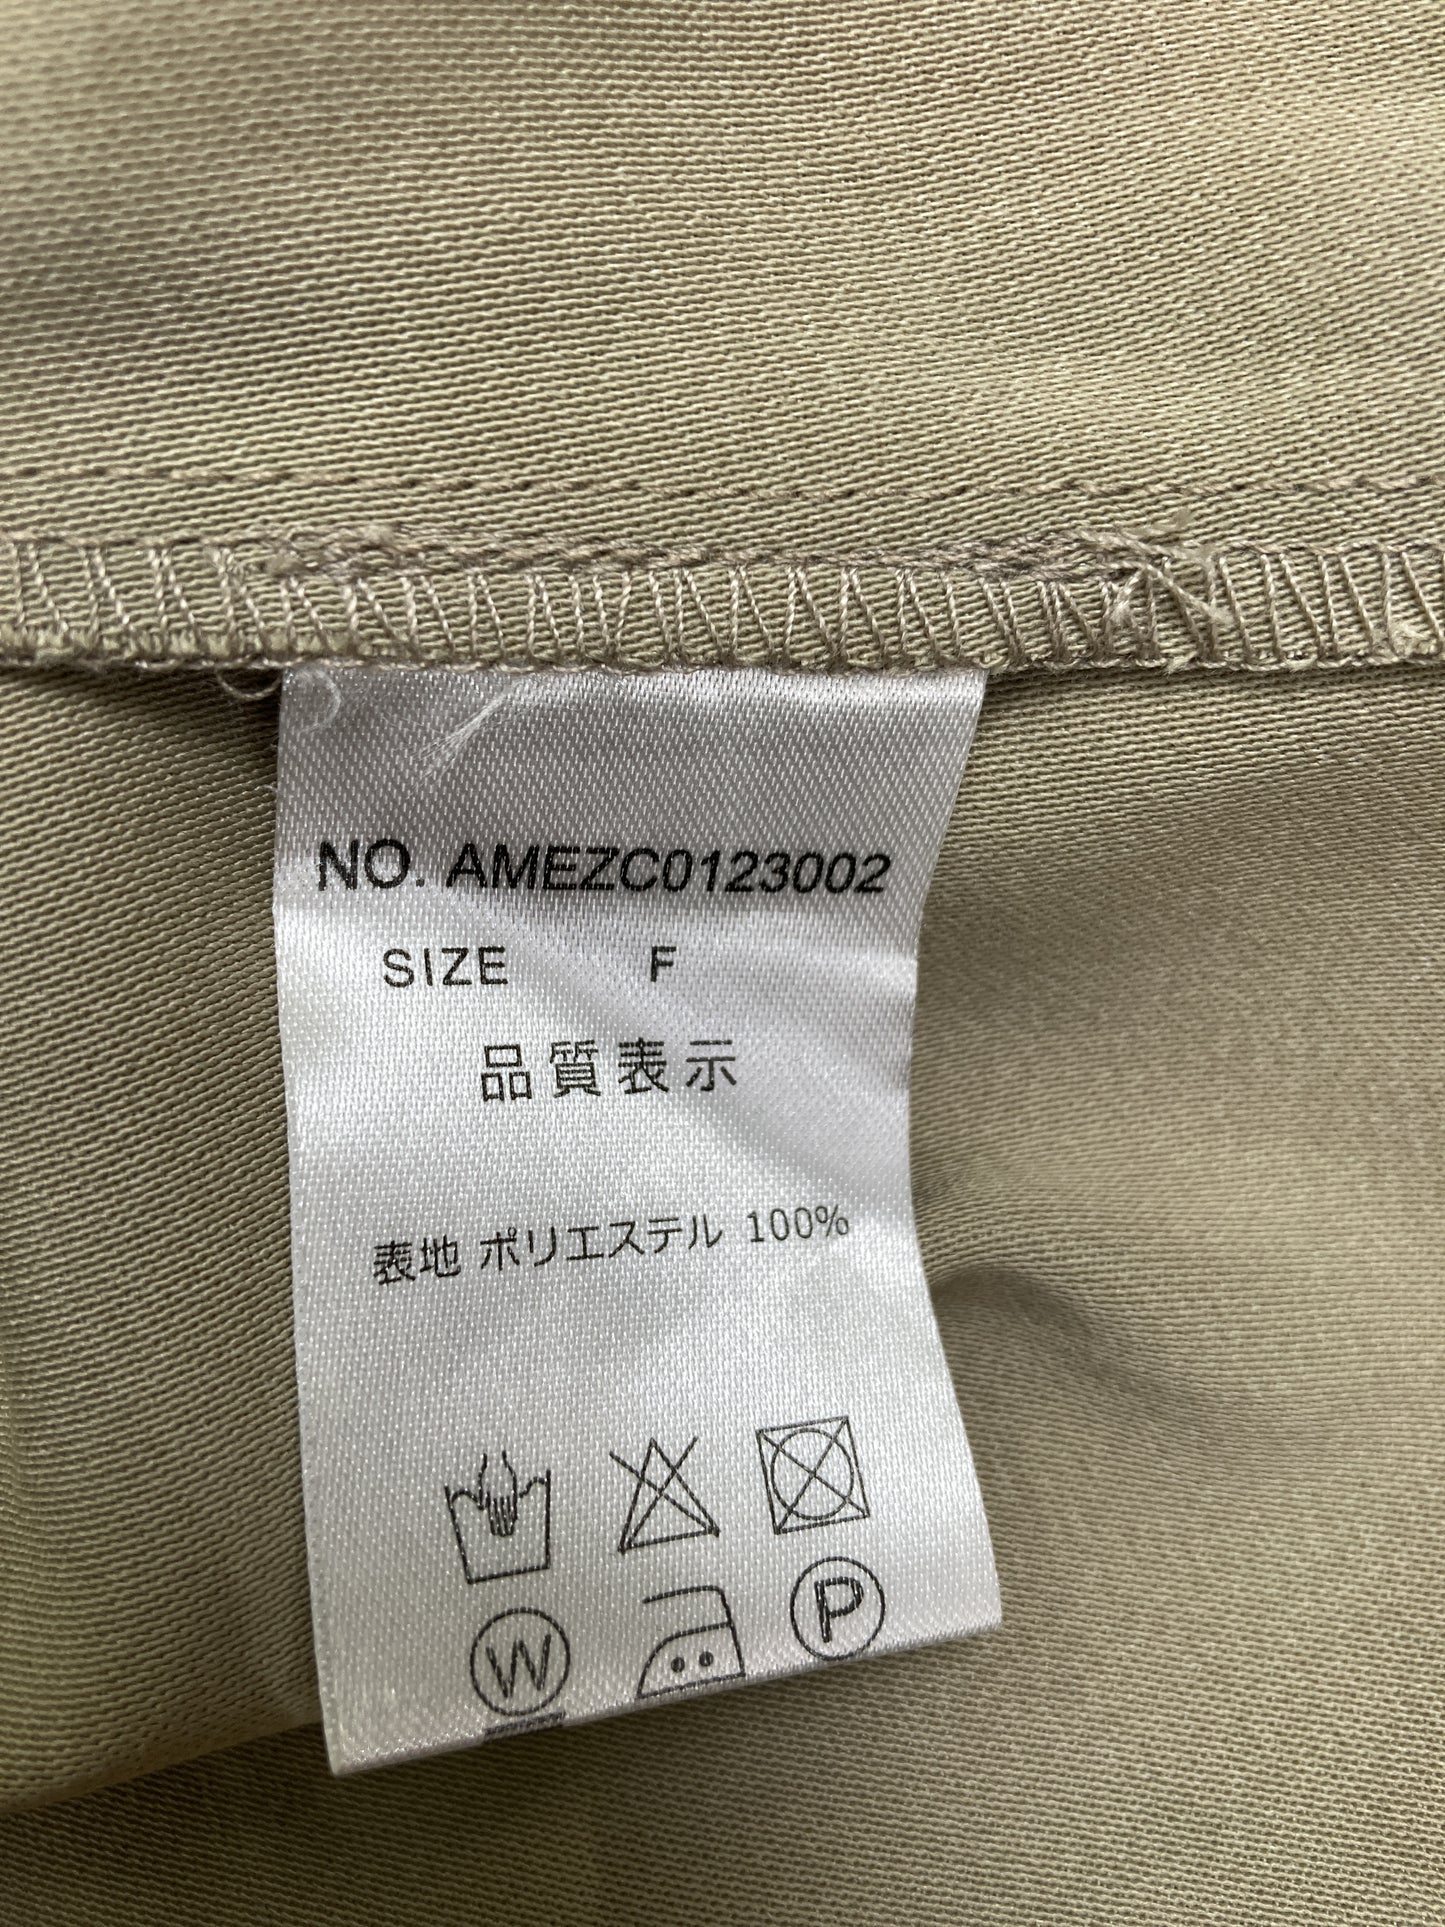 NO. AMEZC0123002
SIZE F
品質表示
表地 ポリエステル 100%
W P